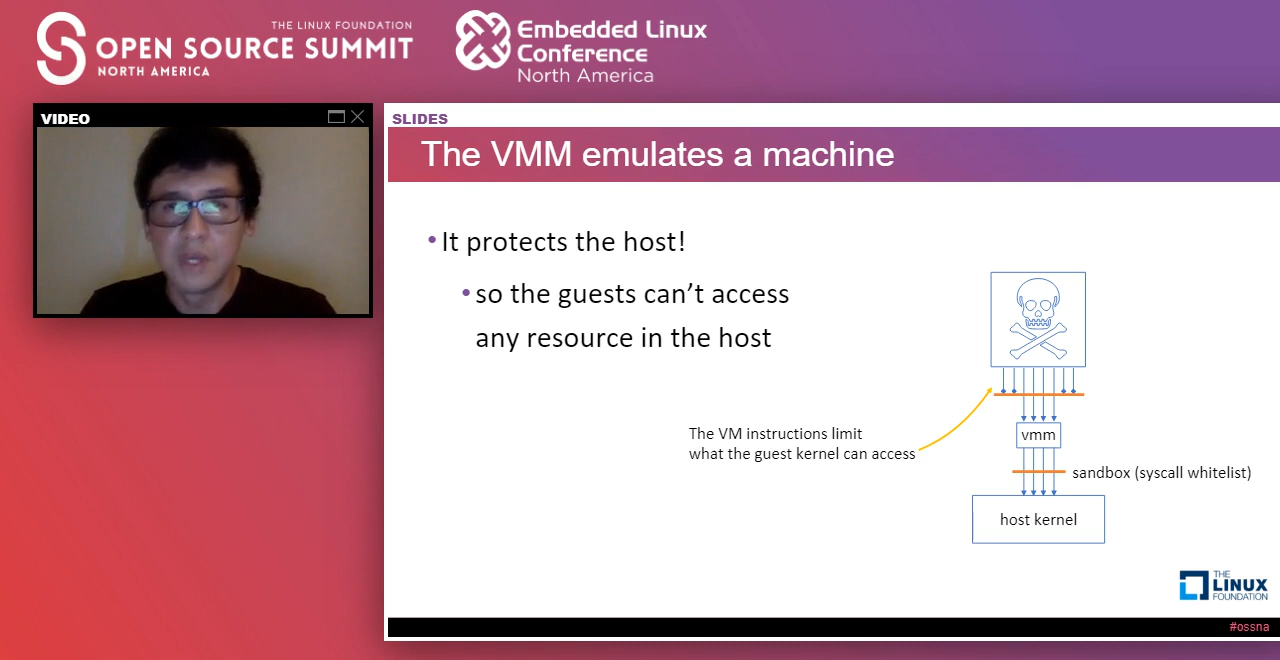 THE LINUX FOUNDATION
OPEN SOURCE SUMMIT
NORTH AMERICA
Embedded Linux
Conference
North America
VIDEO
SLIDES
The VMM emulates a machine
•It protects the host!
•so the guests can’t access
any resource in the host
The VM instructions limit
what the guest kernel can access
vmm
sandbox (syscall whitelist)
host kernel
THE
LINUX
FOUNDATION
#ossna